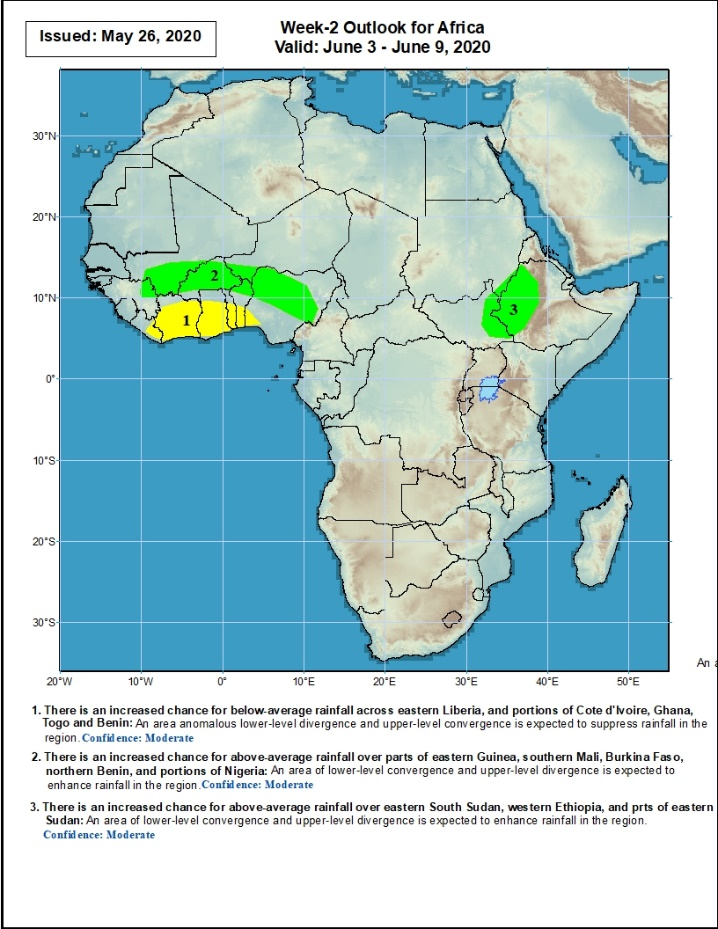 Issued: May 26, 2020
Week-2 Outlook for Africa
Valid: June 3 - June 9, 2020
30°N
20°N
10°N
0°
10°S
20°S
30°S
2
1
3
20°W
10°W
0°
10°E
20°E
30°E
40°E
50°E
An a
1. There is an increased chance for below-average rainfall across eastern Liberia, and portions of Cote d'Ivoire, Ghana,
Togo and Benin: An area anomalous lower-level divergence and upper-level convergence is expected to suppress rainfall in the
region. Confidence: Moderate
2. There is an increased chance for above-average rainfall over parts of eastern Guinea, southern Mali, Burkina Faso,
northern Benin, and portions of Nigeria: An area of lower-level convergence and upper-level divergence is expected to
enhance rainfall in the region. Confidence: Moderate
3. There is an increased chance for above-average rainfall over eastern South Sudan, western Ethiopia, and prts of eastern
Sudan: An area of lower-level convergence and upper-level divergence is expected to enhance rainfall in the region.
Confidence: Moderate